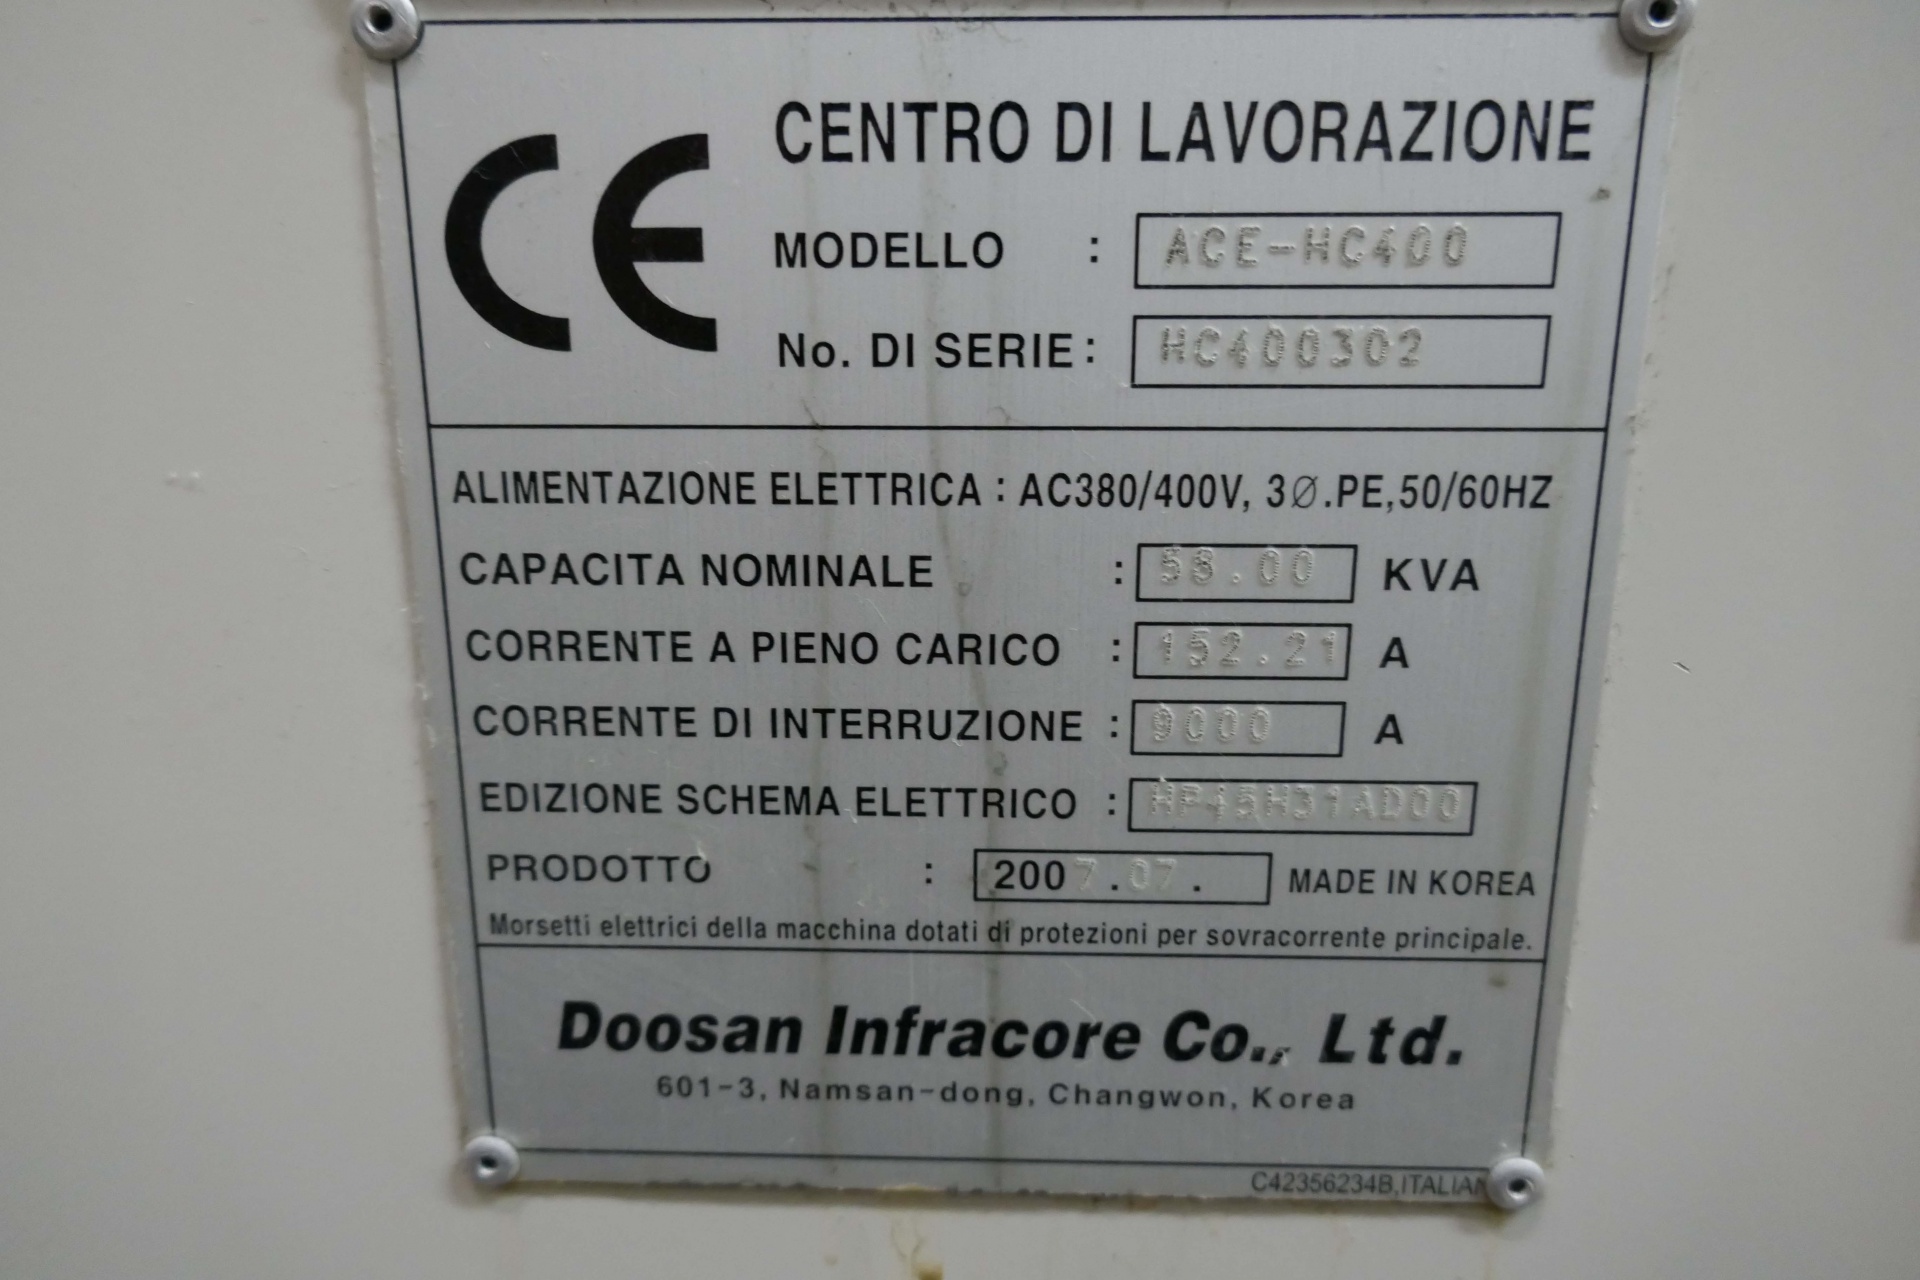 CE
CENTRO DI LAVORAZIONE
MODELLO : ACE-HC400
No. DI SERIE: HC400302
ALIMENTAZIONE ELETTRICA : AC380/400V, 3Ø.PE,50/60HZ
CAPACITA NOMINALE : 58.00 KVA
CORRENTE A PIENO CARICO : 152.21 A
CORRENTE DI INTERRUZIONE : 9000 A
EDIZIONE SCHEMA ELETTRICO :
PRODOTTO : 2007.07. MADE IN KOREA
Morsetti elettrici della macchina dotati di protezioni per sovracorrente principale.
Doosan Infracore Co., Ltd.
601-3, Namsan-dong, Changwon, Korea
C42356234B,ITALIAN